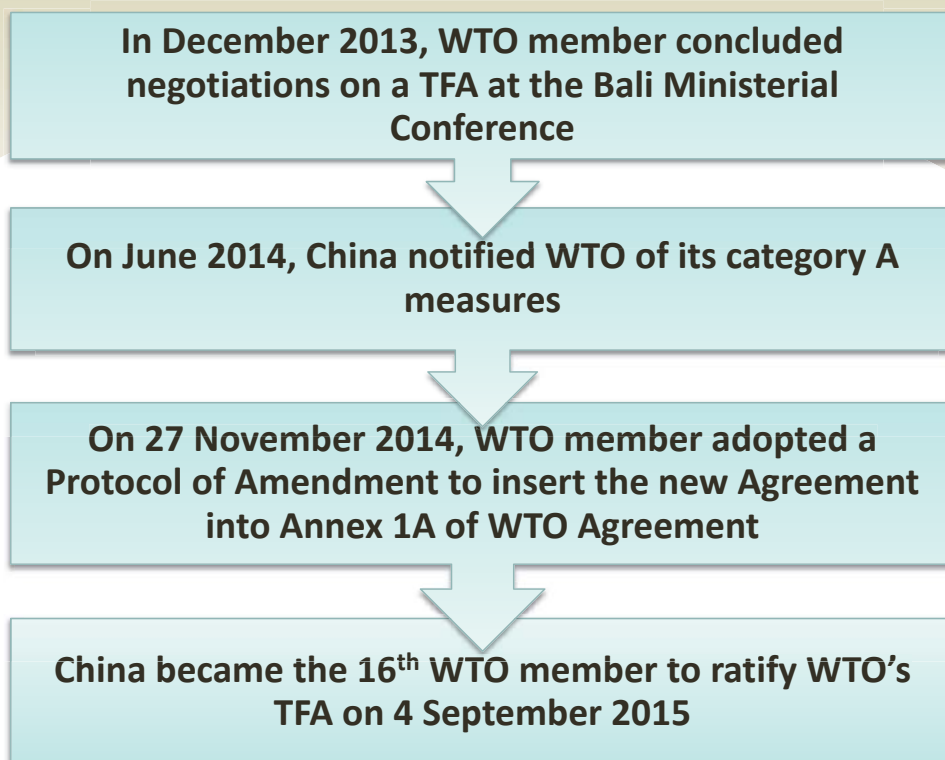 In December 2013, WTO member concluded
negotiations on a TFA at the Bali Ministerial
Conference
On June 2014, China notified WTO of its category A
measures
On 27 November 2014, WTO member adopted a
Protocol of Amendment to insert the new Agreement
into Annex 1A of WTO Agreement
China became the 16th WTO member to ratify WTO’s
TFA on 4 September 2015